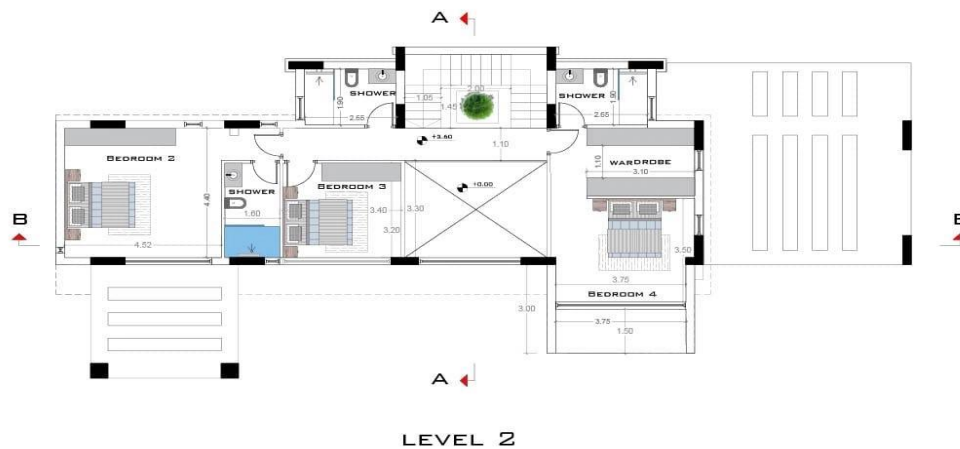 A
SHOWER
1.90
2.55
1.05
2.00
1.45
SHOWER
1.90
2.65
+3.60
1.10
BEDROOM 2
4.40
4.52
SHOWER
1.60
BEDROOM 3
3.40
3.30
3.20
+0.00
WARDROBE
1.10
3.10
B
B
3.50
3.75
BEDROOM 4
3.00
3.75
1.50
A
LEVEL 2